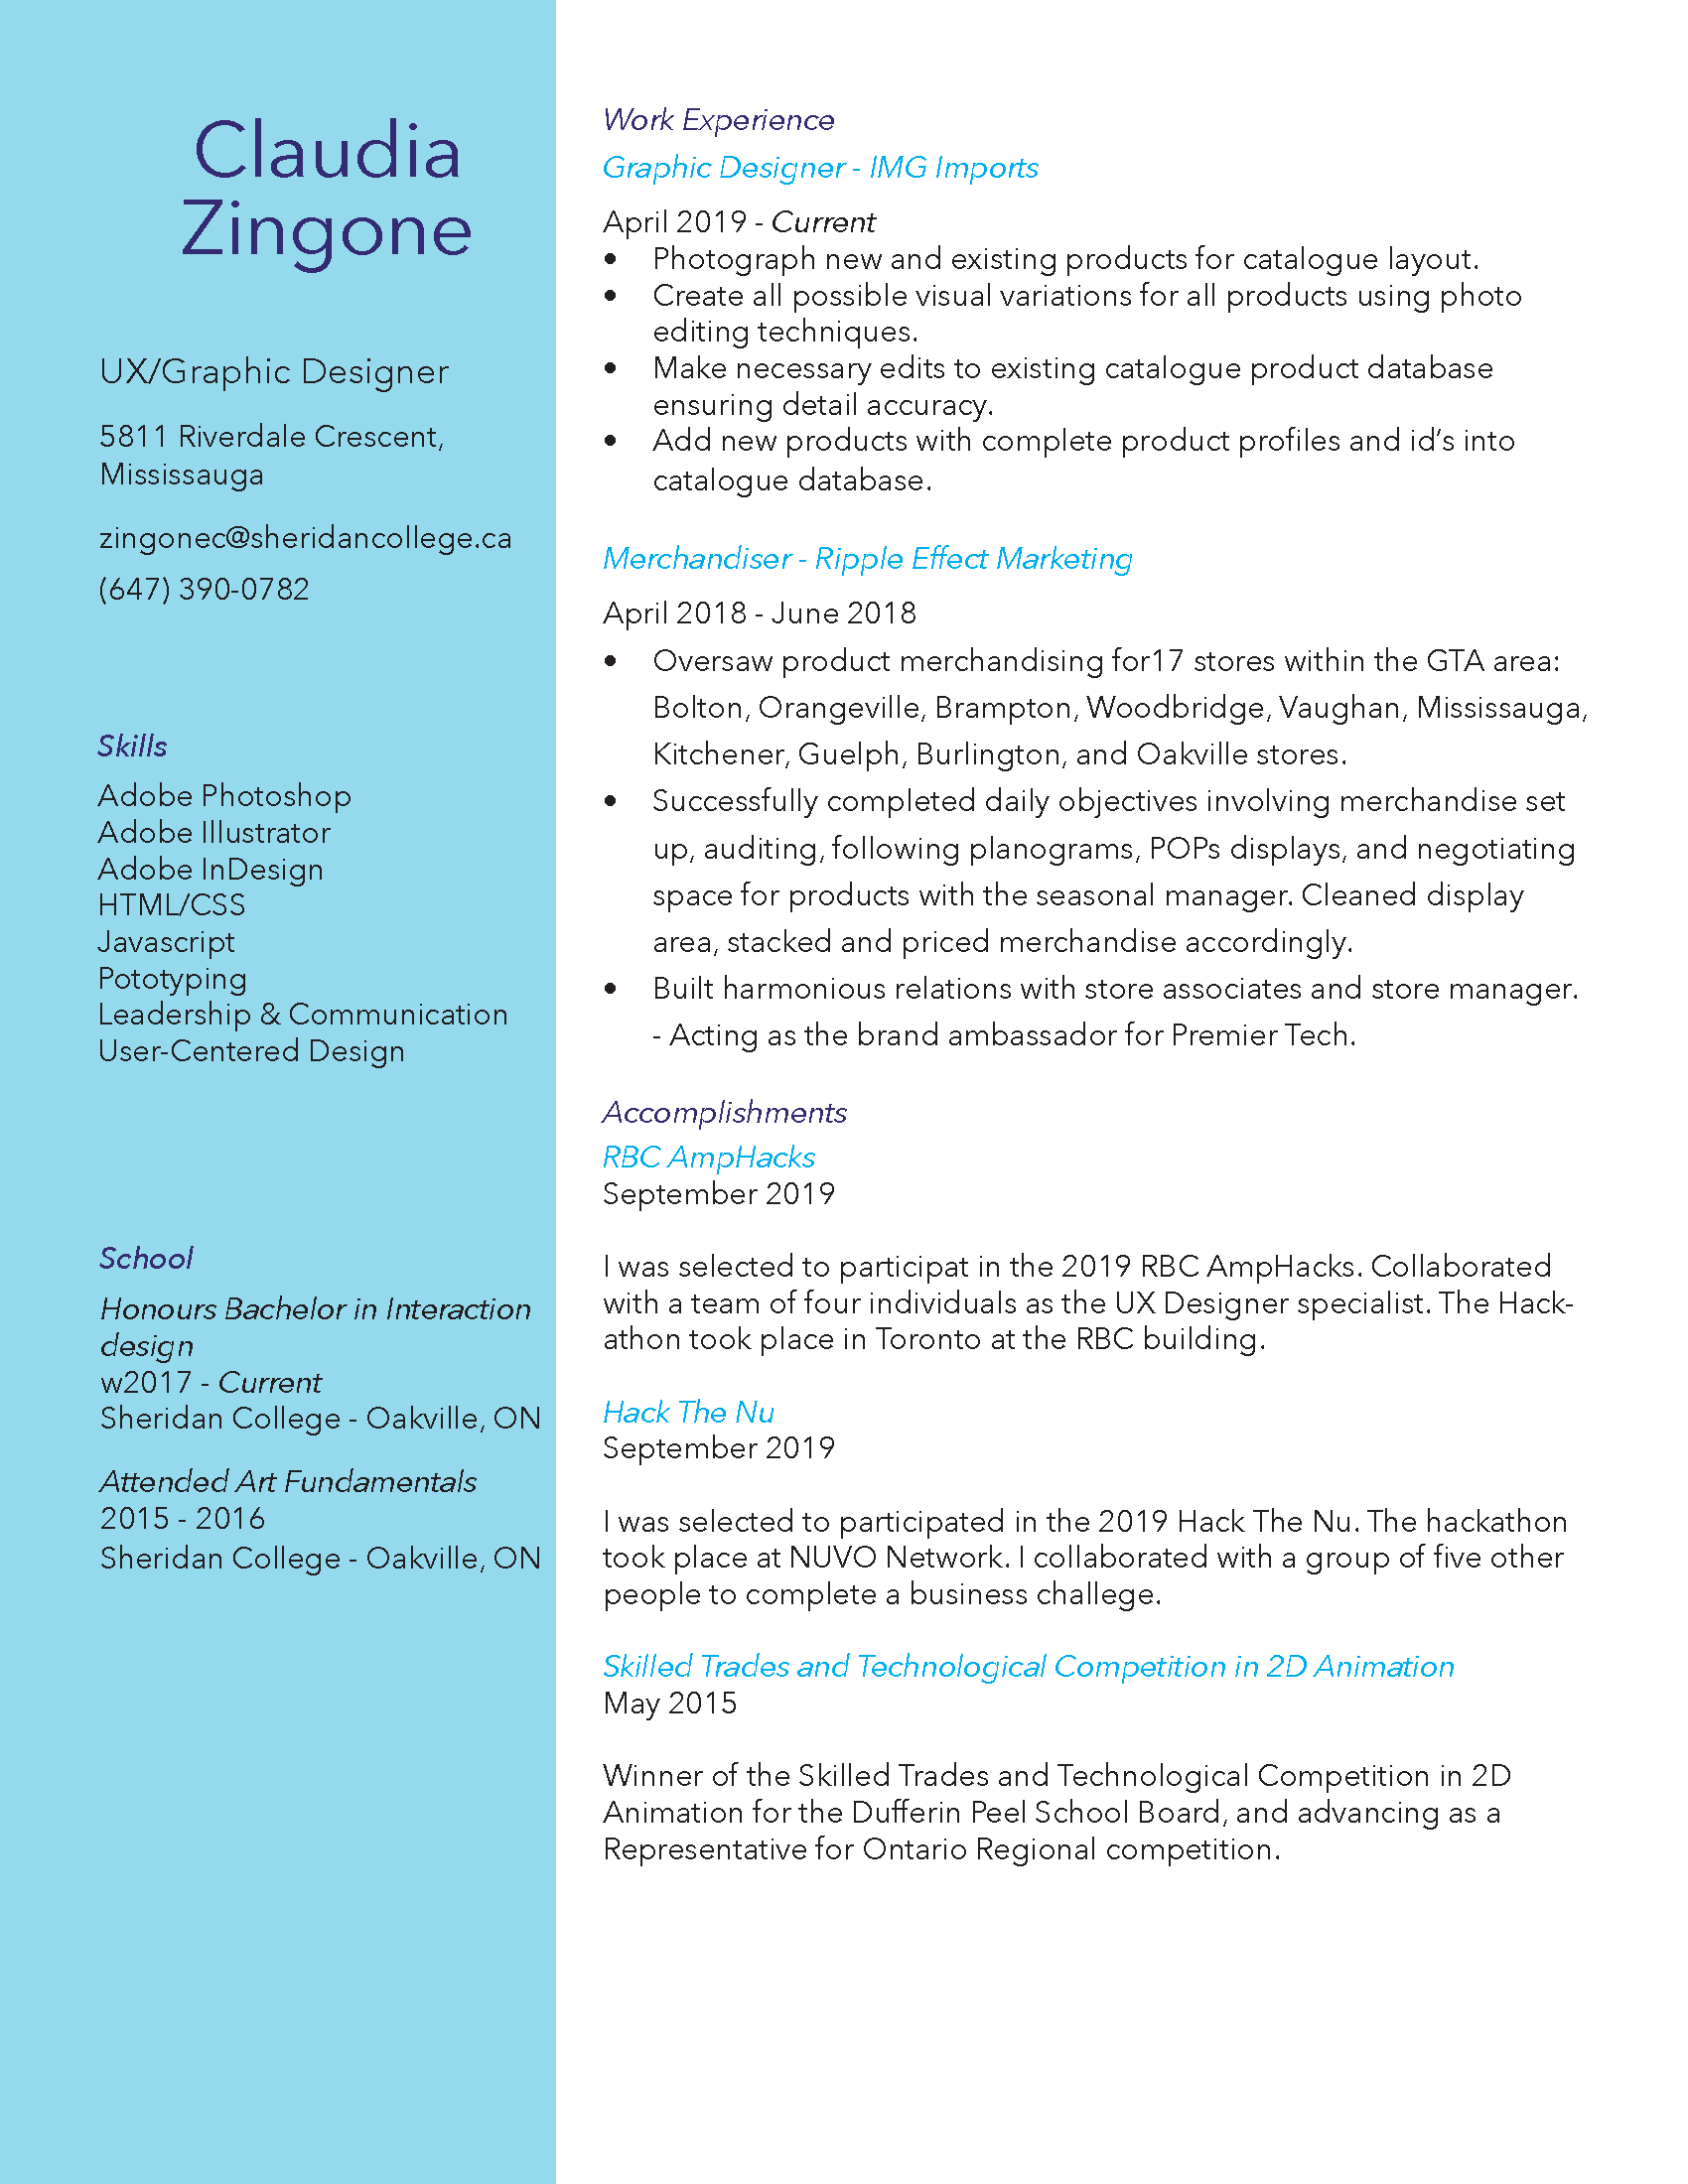 Claudia
Zingone
UX/Graphic Designer
5811 Riverdale Crescent,
Mississauga
zingonec@sheridancollege.ca
(647) 390-0782
Skills
Adobe Photoshop
Adobe Illustrator
Adobe InDesign
HTML/CSS
Javascript
Pototyping
Leadership & Communication
User-Centered Design
School
Honours Bachelor in Interaction
design
w2017 - Current
Sheridan College - Oakville, ON
Attended Art Fundamentals
2015 - 2016
Sheridan College - Oakville, ON
Work Experience
Graphic Designer - IMG Imports
April 2019 - Current
• Photograph new and existing products for catalogue layout.
• Create all possible visual variations for all products using photo
editing techniques.
• Make necessary edits to existing catalogue product database
ensuring detail accuracy.
• Add new products with complete product profiles and id’s into
catalogue database.
Merchandiser - Ripple Effect Marketing
April 2018 - June 2018
• Oversaw product merchandising for17 stores within the GTA area:
Bolton, Orangeville, Brampton, Woodbridge, Vaughan, Mississauga,
Kitchener, Guelph, Burlington, and Oakville stores.
• Successfully completed daily objectives involving merchandise set
up, auditing, following planograms, POPs displays, and negotiating
space for products with the seasonal manager. Cleaned display
area, stacked and priced merchandise accordingly.
• Built harmonious relations with store associates and store manager.
- Acting as the brand ambassador for Premier Tech.
Accomplishments
RBC AmpHacks
September 2019
I was selected to participat in the 2019 RBC AmpHacks. Collaborated
with a team of four individuals as the UX Designer specialist. The Hack-
athon took place in Toronto at the RBC building.
Hack The Nu
September 2019
I was selected to participated in the 2019 Hack The Nu. The hackathon
took place at NUVO Network. I collaborated with a group of five other
people to complete a business challege.
Skilled Trades and Technological Competition in 2D Animation
May 2015
Winner of the Skilled Trades and Technological Competition in 2D
Animation for the Dufferin Peel School Board, and advancing as a
Representative for Ontario Regional competition.